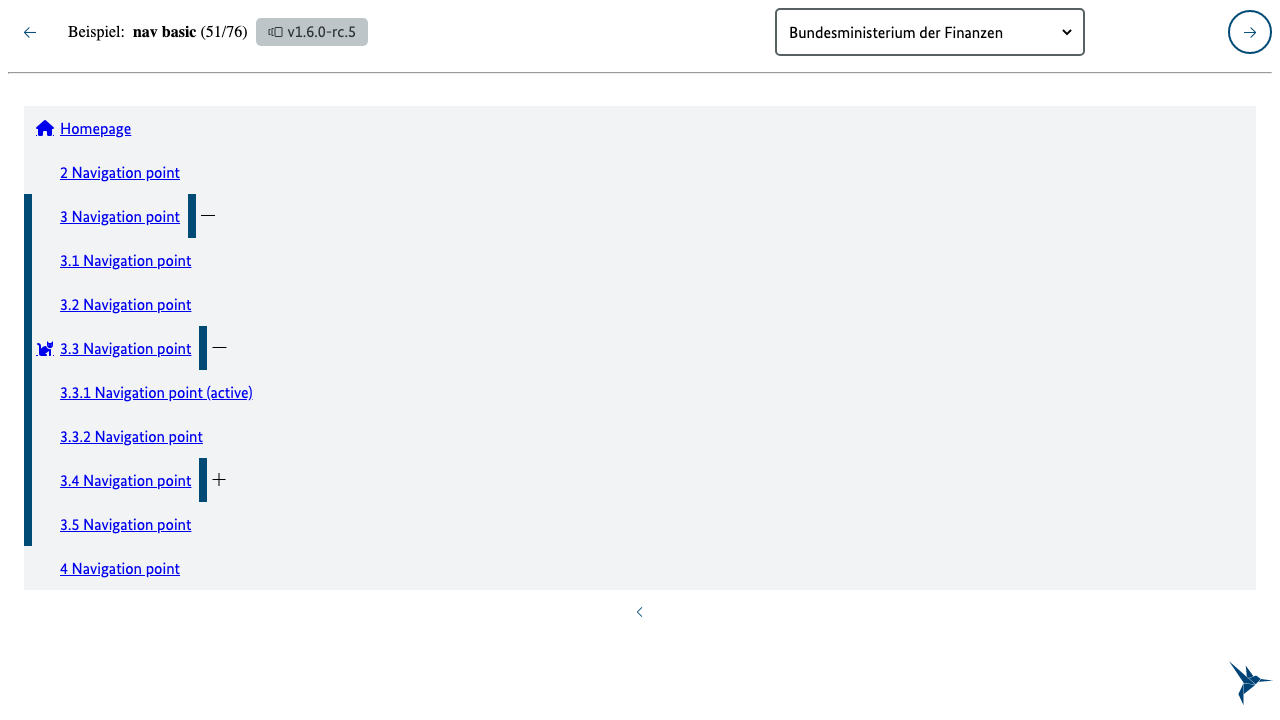 Beispiel: nav basic (51/76) v1.6.0-rc.5 Bundesministerium der Finanzen
Homepage
2 Navigation point
3 Navigation point
3.1 Navigation point
3.2 Navigation point
3.3 Navigation point
3.3.1 Navigation point (active)
3.3.2 Navigation point
3.4 Navigation point
3.5 Navigation point
4 Navigation point